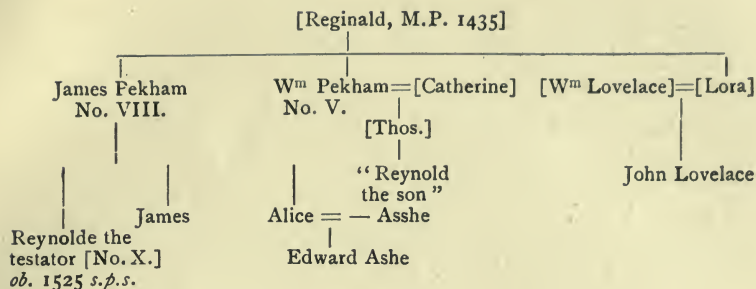 [Reginald, M.P. 1435]
James Pekham Wᵐ Pekham=[Catherine] [Wᵐ Lovelace]=[Lora]
No. VIII. No. V.
[Thos.]
"Reynold
the son" John Lovelace
James Alice = — Asshe
Reynolde the
testator [No. X.] Edward Ashe
ob. 1525 s.p.s.